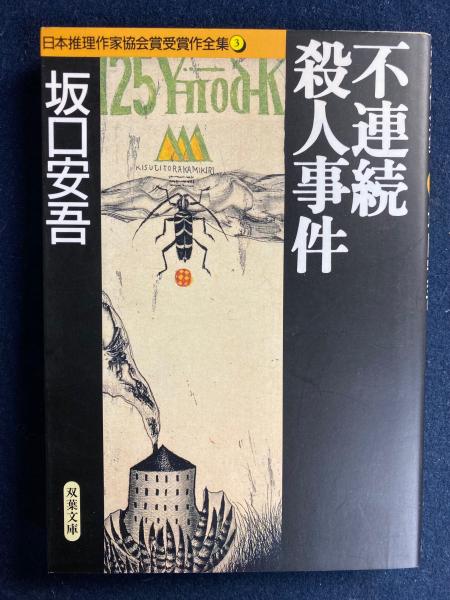 日本推理作家協会賞受賞作全集 3
不連続
殺人事件
坂口安吾
KISUGITORAKAMIKIRI
双葉文庫